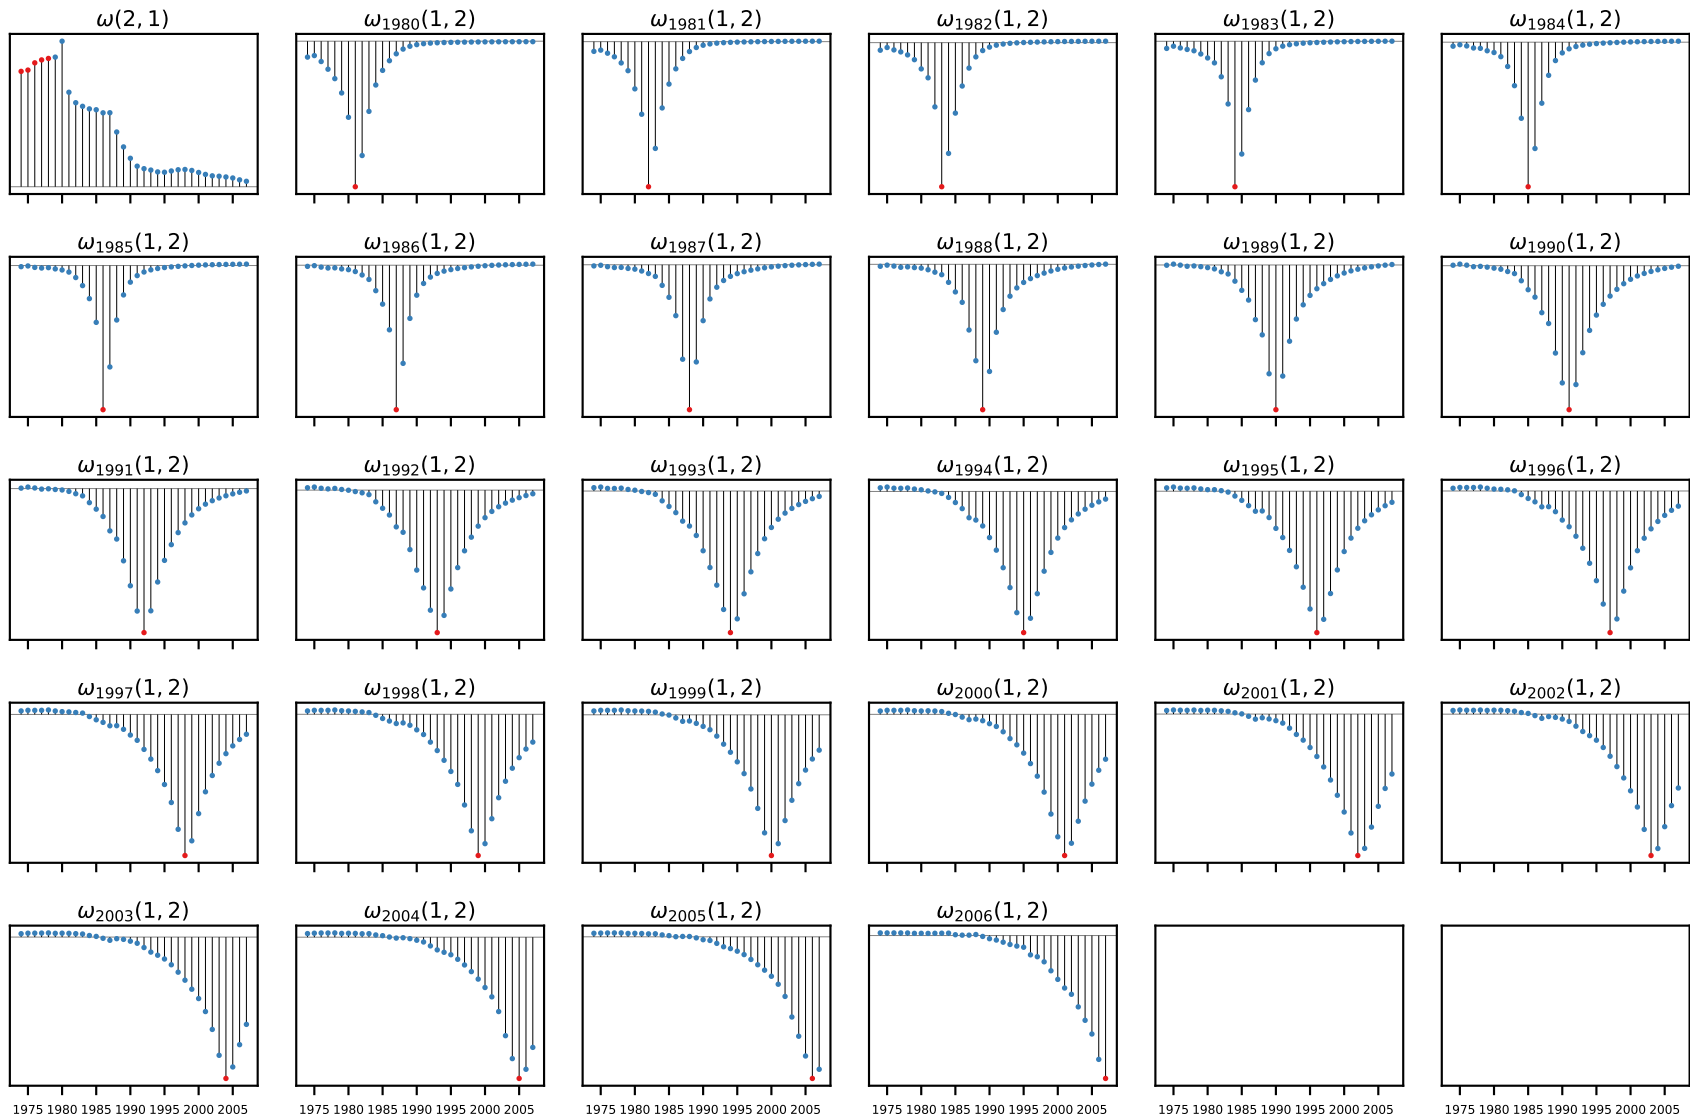 ω(2, 1) ω₁₉₈₀(1, 2) ω₁₉₈₁(1, 2) ω₁₉₈₂(1, 2) ω₁₉₈₃(1, 2) ω₁₉₈₄(1, 2)
ω₁₉₈₅(1, 2) ω₁₉₈₆(1, 2) ω₁₉₈₇(1, 2) ω₁₉₈₈(1, 2) ω₁₉₈₉(1, 2) ω₁₉₉₀(1, 2)
ω₁₉₉₁(1, 2) ω₁₉₉₂(1, 2) ω₁₉₉₃(1, 2) ω₁₉₉₄(1, 2) ω₁₉₉₅(1, 2) ω₁₉₉₆(1, 2)
ω₁₉₉₇(1, 2) ω₁₉₉₈(1, 2) ω₁₉₉₉(1, 2) ω₂₀₀₀(1, 2) ω₂₀₀₁(1, 2) ω₂₀₀₂(1, 2)
ω₂₀₀₃(1, 2) ω₂₀₀₄(1, 2) ω₂₀₀₅(1, 2) ω₂₀₀₆(1, 2)
1975 1980 1985 1990 1995 2000 2005 1975 1980 1985 1990 1995 2000 2005 1975 1980 1985 1990 1995 2000 2005 1975 1980 1985 1990 1995 2000 2005 1975 1980 1985 1990 1995 2000 2005 1975 1980 1985 1990 1995 2000 2005